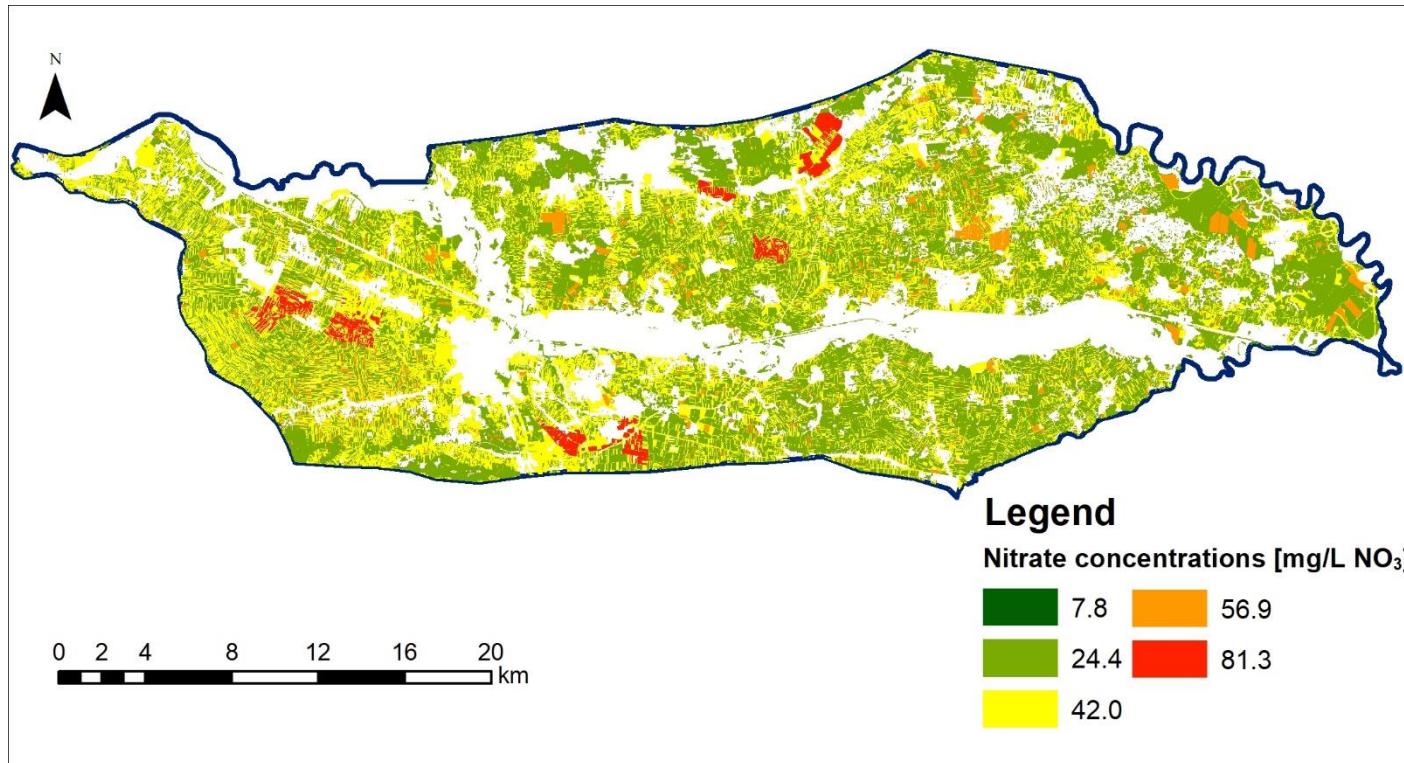 N
Legend
Nitrate concentrations [mg/L NO₃]
7.8 56.9
24.4 81.3
42.0
0 2 4 8 12 16 20
km